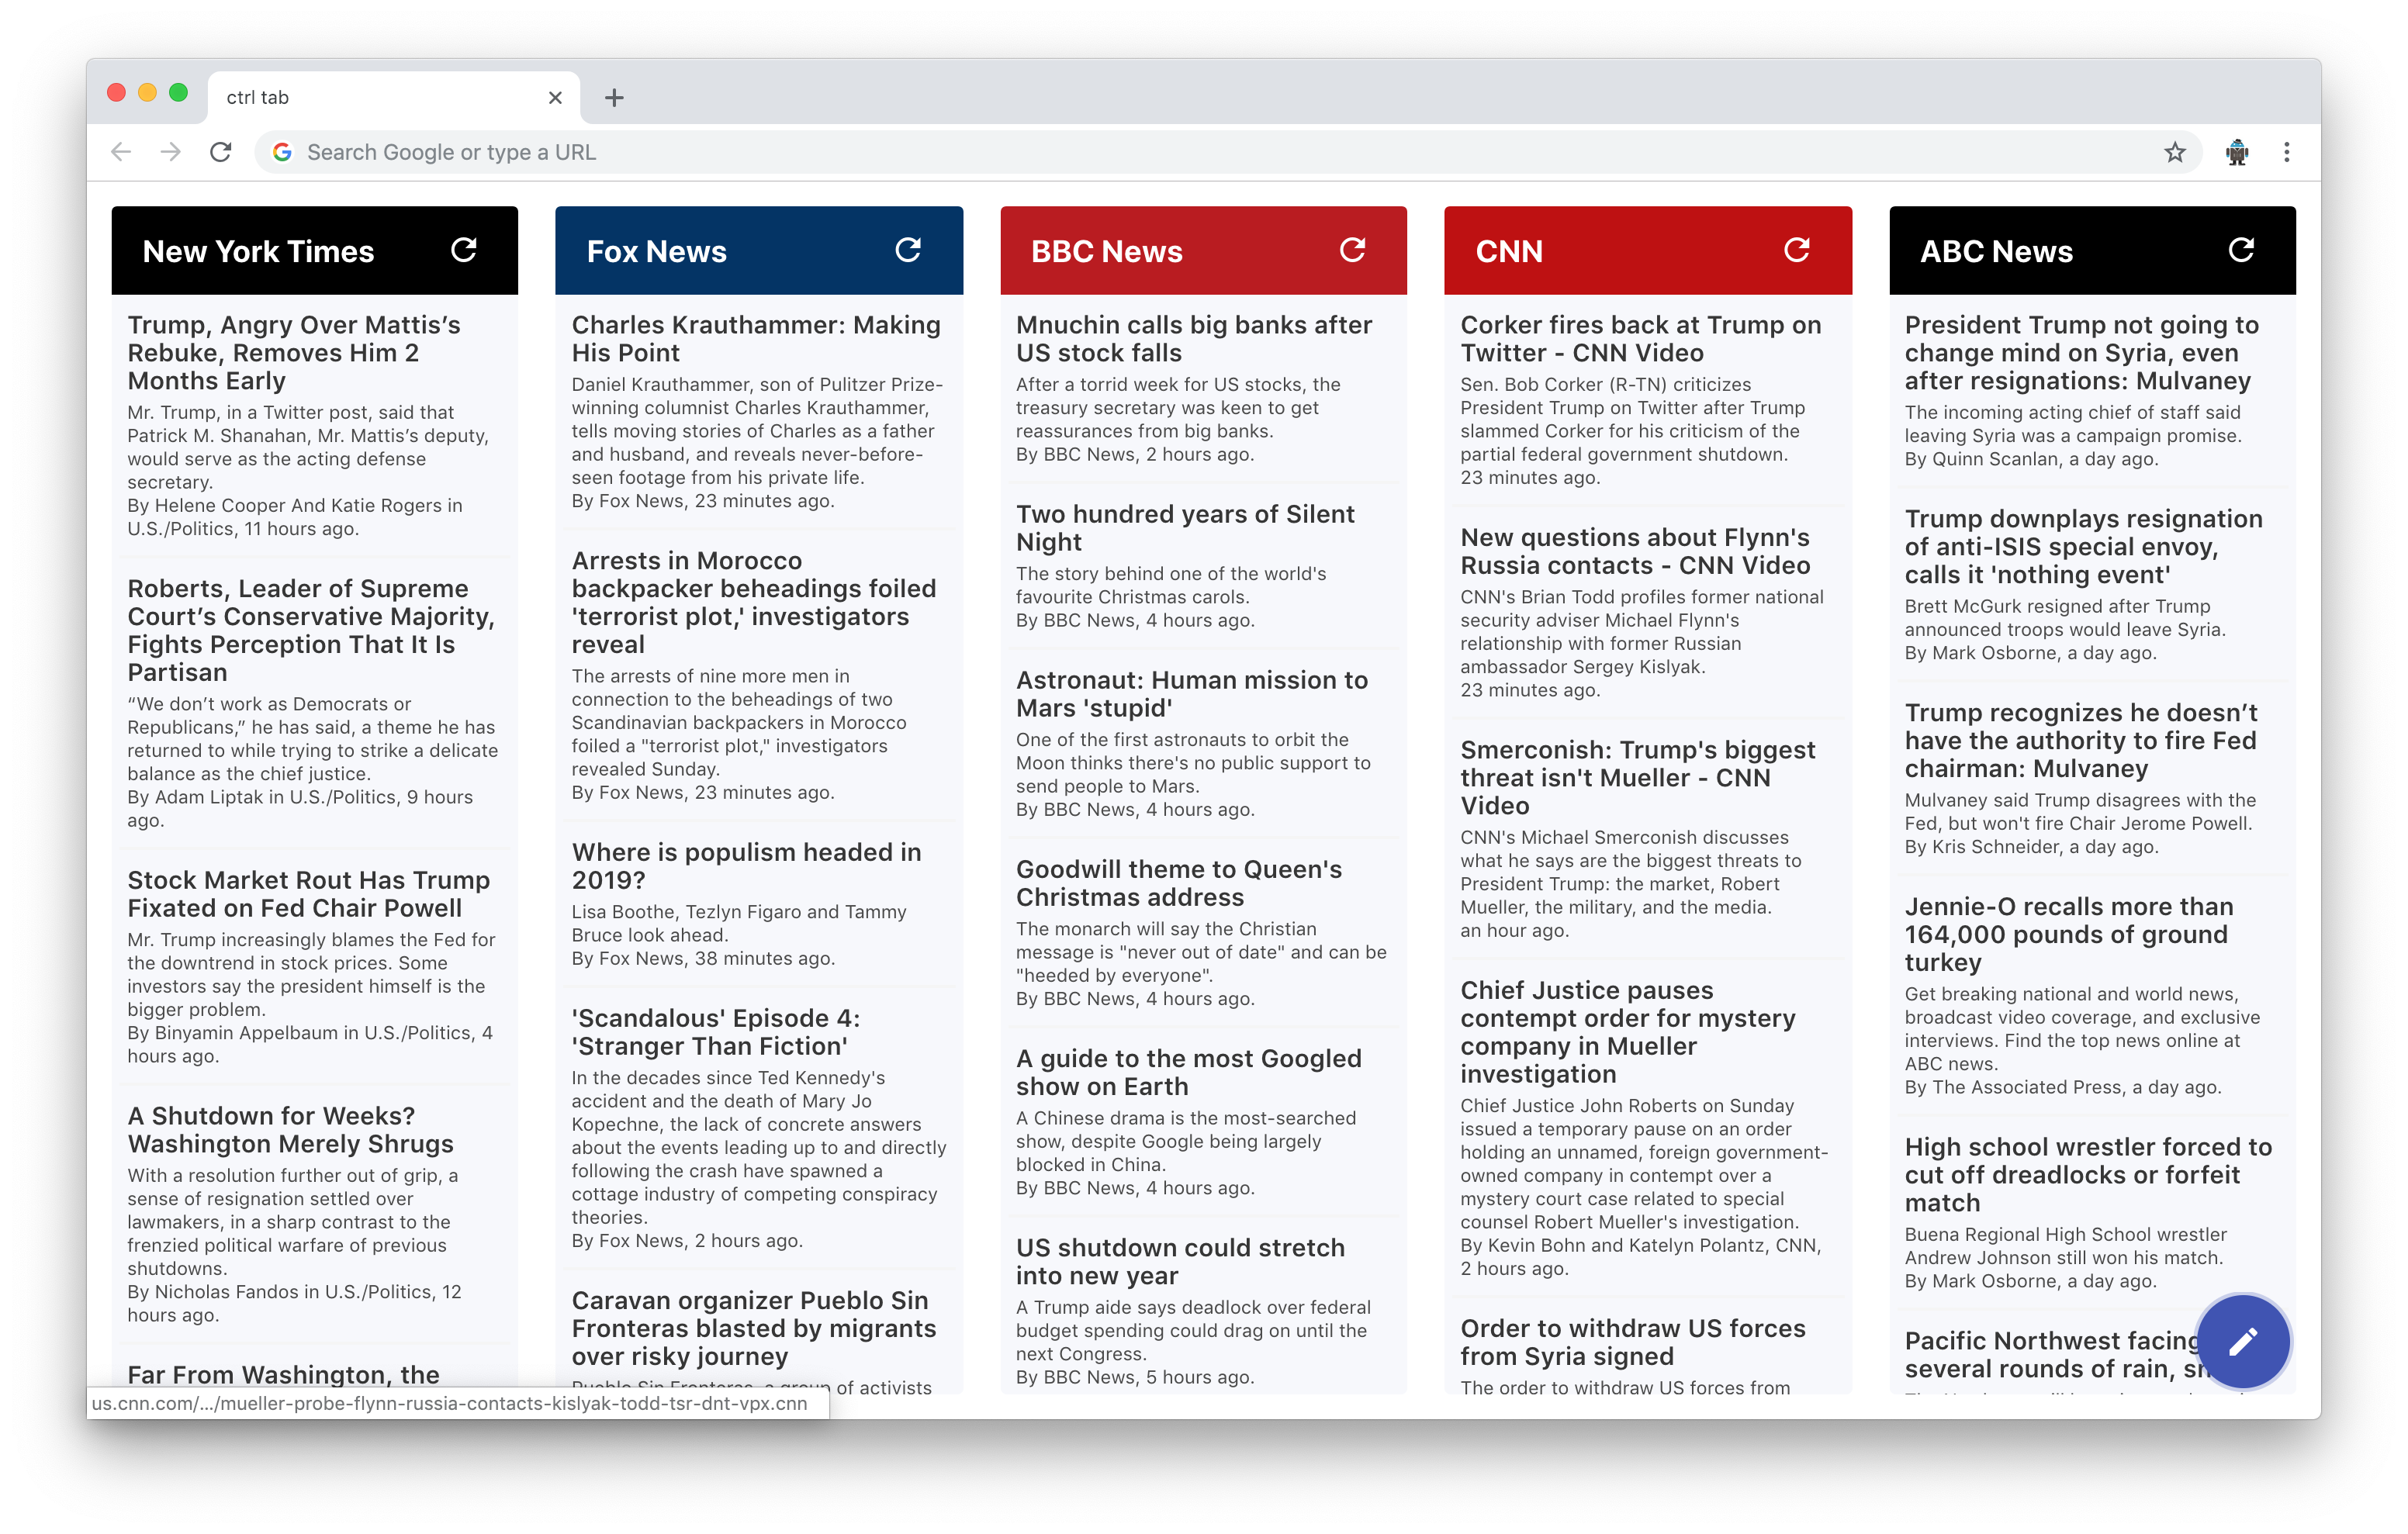 ctrl tab
Search Google or type a URL
New York Times
Trump, Angry Over Mattis’s
Rebuke, Removes Him 2
Months Early
Mr. Trump, in a Twitter post, said that
Patrick M. Shanahan, Mr. Mattis’s deputy,
would serve as the acting defense
secretary.
By Helene Cooper And Katie Rogers in
U.S./Politics, 11 hours ago.
Roberts, Leader of Supreme
Court’s Conservative Majority,
Fights Perception That It Is
Partisan
“We don’t work as Democrats or
Republicans,” he has said, a theme he has
returned to while trying to strike a delicate
balance as the chief justice.
By Adam Liptak in U.S./Politics, 9 hours
ago.
Stock Market Rout Has Trump
Fixated on Fed Chair Powell
Mr. Trump increasingly blames the Fed for
the downtrend in stock prices. Some
investors say the president himself is the
bigger problem.
By Binyamin Appelbaum in U.S./Politics, 4
hours ago.
A Shutdown for Weeks?
Washington Merely Shrugs
With a resolution further out of grip, a
sense of resignation settled over
lawmakers, in a sharp contrast to the
frenzied political warfare of previous
shutdowns.
By Nicholas Fandos in U.S./Politics, 12
hours ago.
Far From Washington, the
Fox News
Charles Krauthammer: Making
His Point
Daniel Krauthammer, son of Pulitzer Prize-
winning columnist Charles Krauthammer,
tells moving stories of Charles as a father
and husband, and reveals never-before-
seen footage from his private life.
By Fox News, 23 minutes ago.
Arrests in Morocco
backpacker beheadings foiled
'terrorist plot,' investigators
reveal
The arrests of nine more men in
connection to the beheadings of two
Scandinavian backpackers in Morocco
foiled a "terrorist plot," investigators
revealed Sunday.
By Fox News, 23 minutes ago.
Where is populism headed in
2019?
Lisa Boothe, Tezlyn Figaro and Tammy
Bruce look ahead.
By Fox News, 38 minutes ago.
'Scandalous' Episode 4:
'Stranger Than Fiction'
In the decades since Ted Kennedy's
accident and the death of Mary Jo
Kopechne, the lack of concrete answers
about the events leading up to and directly
following the crash have spawned a
cottage industry of competing conspiracy
theories.
By Fox News, 2 hours ago.
Caravan organizer Pueblo Sin
Fronteras blasted by migrants
over risky journey
Pueblo Sin Fronteras, a group of activists
BBC News
Mnuchin calls big banks after
US stock falls
After a torrid week for US stocks, the
treasury secretary was keen to get
reassurances from big banks.
By BBC News, 2 hours ago.
Two hundred years of Silent
Night
The story behind one of the world's
favourite Christmas carols.
By BBC News, 4 hours ago.
Astronaut: Human mission to
Mars 'stupid'
One of the first astronauts to orbit the
Moon thinks there's no public support to
send people to Mars.
By BBC News, 4 hours ago.
Goodwill theme to Queen's
Christmas address
The monarch will say the Christian
message is "never out of date" and can be
"heeded by everyone".
By BBC News, 4 hours ago.
A guide to the most Googled
show on Earth
A Chinese drama is the most-searched
show, despite Google being largely
blocked in China.
By BBC News, 4 hours ago.
US shutdown could stretch
into new year
A Trump aide says deadlock over federal
budget spending could drag on until the
next Congress.
By BBC News, 5 hours ago.
CNN
Corker fires back at Trump on
Twitter - CNN Video
Sen. Bob Corker (R-TN) criticizes
President Trump on Twitter after Trump
slammed Corker for his criticism of the
partial federal government shutdown.
23 minutes ago.
New questions about Flynn's
Russia contacts - CNN Video
CNN's Brian Todd profiles former national
security adviser Michael Flynn's
relationship with former Russian
ambassador Sergey Kislyak.
23 minutes ago.
Smerconish: Trump's biggest
threat isn't Mueller - CNN
Video
CNN's Michael Smerconish discusses
what he says are the biggest threats to
President Trump: the market, Robert
Mueller, the military, and the media.
an hour ago.
Chief Justice pauses
contempt order for mystery
company in Mueller
investigation
Chief Justice John Roberts on Sunday
issued a temporary pause on an order
holding an unnamed, foreign government-
owned company in contempt over a
mystery court case related to special
counsel Robert Mueller's investigation.
By Kevin Bohn and Katelyn Polantz, CNN,
2 hours ago.
Order to withdraw US forces
from Syria signed
The order to withdraw US forces from
ABC News
President Trump not going to
change mind on Syria, even
after resignations: Mulvaney
The incoming acting chief of staff said
leaving Syria was a campaign promise.
By Quinn Scanlan, a day ago.
Trump downplays resignation
of anti-ISIS special envoy,
calls it 'nothing event'
Brett McGurk resigned after Trump
announced troops would leave Syria.
By Mark Osborne, a day ago.
Trump recognizes he doesn’t
have the authority to fire Fed
chairman: Mulvaney
Mulvaney said Trump disagrees with the
Fed, but won't fire Chair Jerome Powell.
By Kris Schneider, a day ago.
Jennie-O recalls more than
164,000 pounds of ground
turkey
Get breaking national and world news,
broadcast video coverage, and exclusive
interviews. Find the top news online at
ABC news.
By The Associated Press, a day ago.
High school wrestler forced to
cut off dreadlocks or forfeit
match
Buena Regional High School wrestler
Andrew Johnson still won his match.
By Mark Osborne, a day ago.
Pacific Northwest facing
several rounds of rain,
us.cnn.com/.../mueller-probe-flynn-russia-contacts-kislyak-todd-tsr-dnt-vpx.cnn